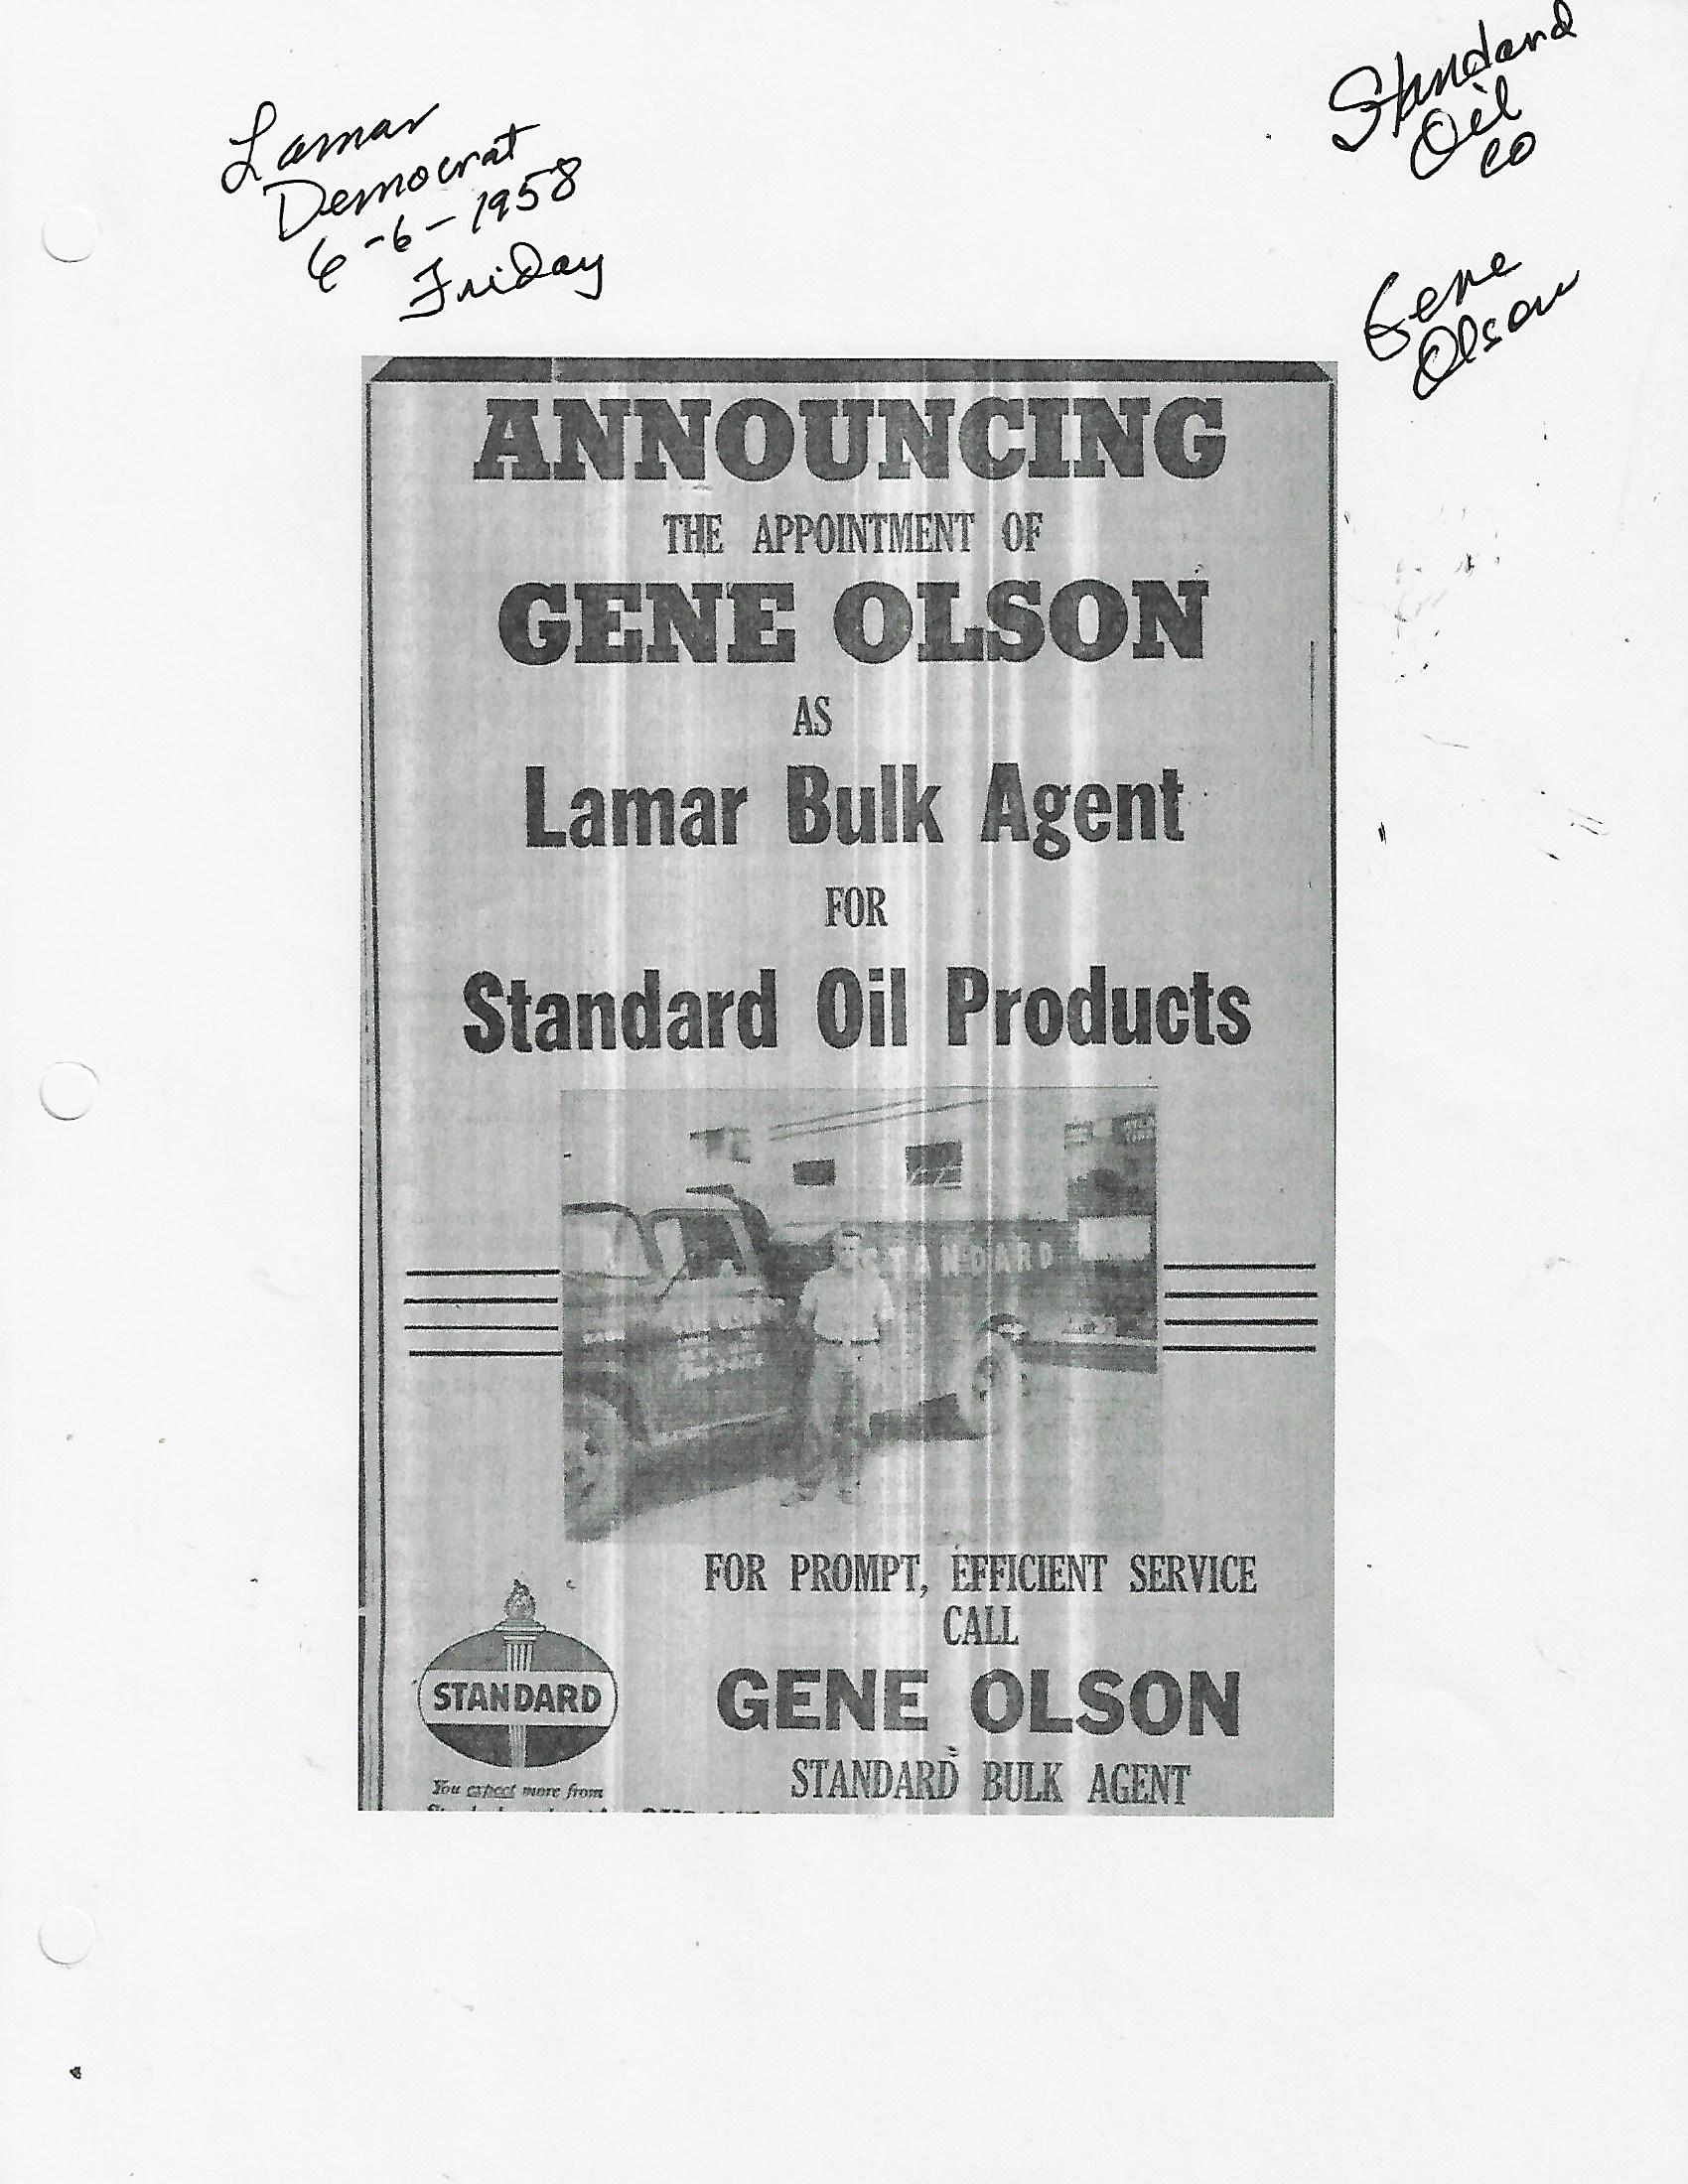 Lamar
Democrat
6-6-1958
Friday
Standard
Oil
co
Gene
Olson
ANNOUNCING
THE APPOINTMENT OF
GENE OLSON
AS
Lamar Bulk Agent
FOR
Standard Oil Products
STANDARD
FOR PROMPT, EFFICIENT SERVICE
CALL
GENE OLSON
STANDARD BULK AGENT
STANDARD
You expect more from